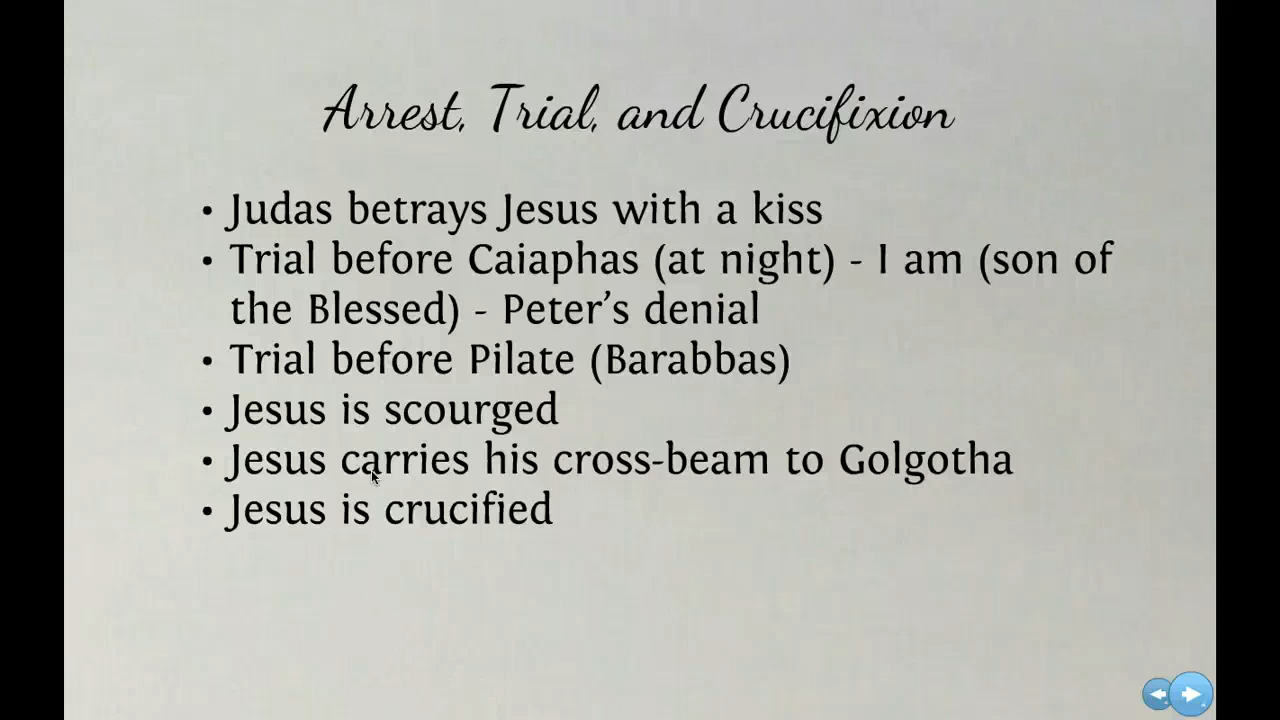 Arrest, Trial, and Crucifixion
• Judas betrays Jesus with a kiss
• Trial before Caiaphas (at night) - I am (son of
the Blessed) - Peter’s denial
• Trial before Pilate (Barabbas)
• Jesus is scourged
• Jesus carries his cross-beam to Golgotha
• Jesus is crucified